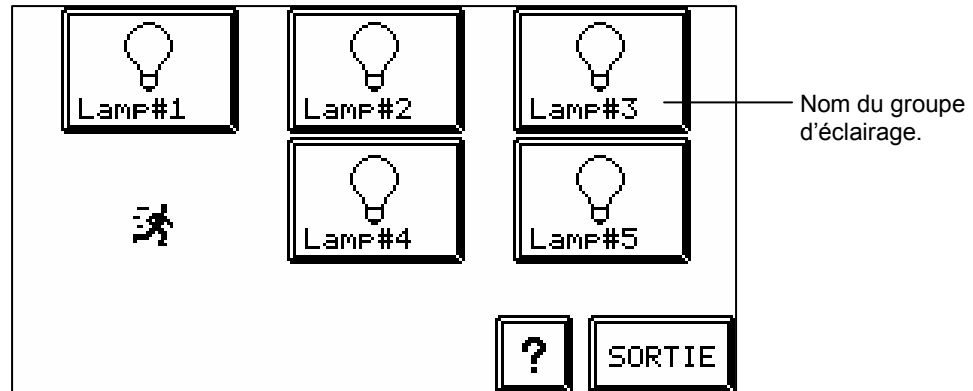 Lamp#1
Lamp#2
Lamp#3
Nom du groupe
d'éclairage.
Lamp#4
Lamp#5
?
SORTIE